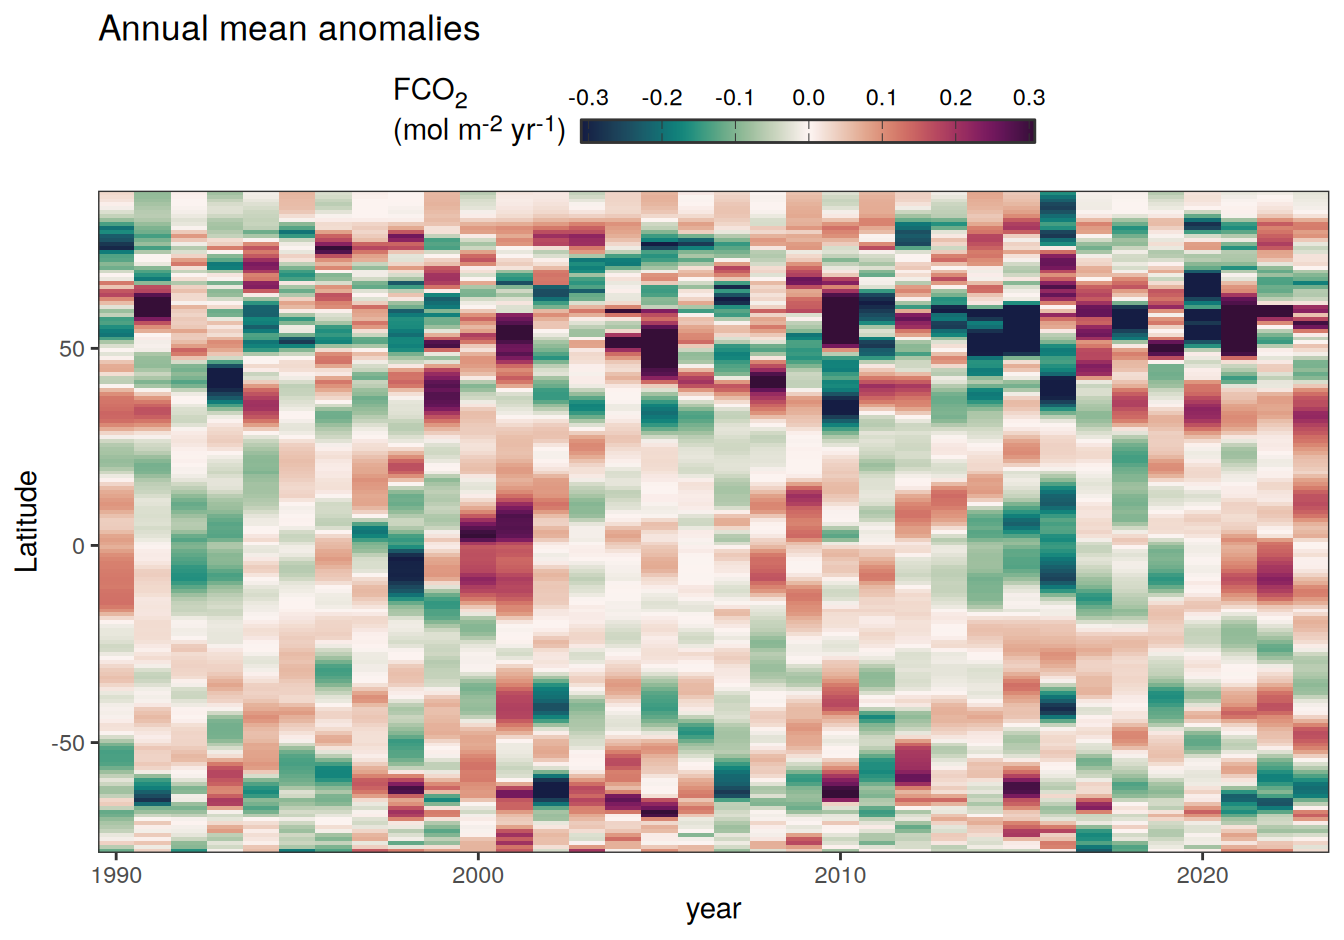 Annual mean anomalies
FCO₂
(mol m⁻² yr⁻¹)
-0.3 -0.2 -0.1 0.0 0.1 0.2 0.3
Latitude
50
0
-50
1990 2000 2010 2020
year